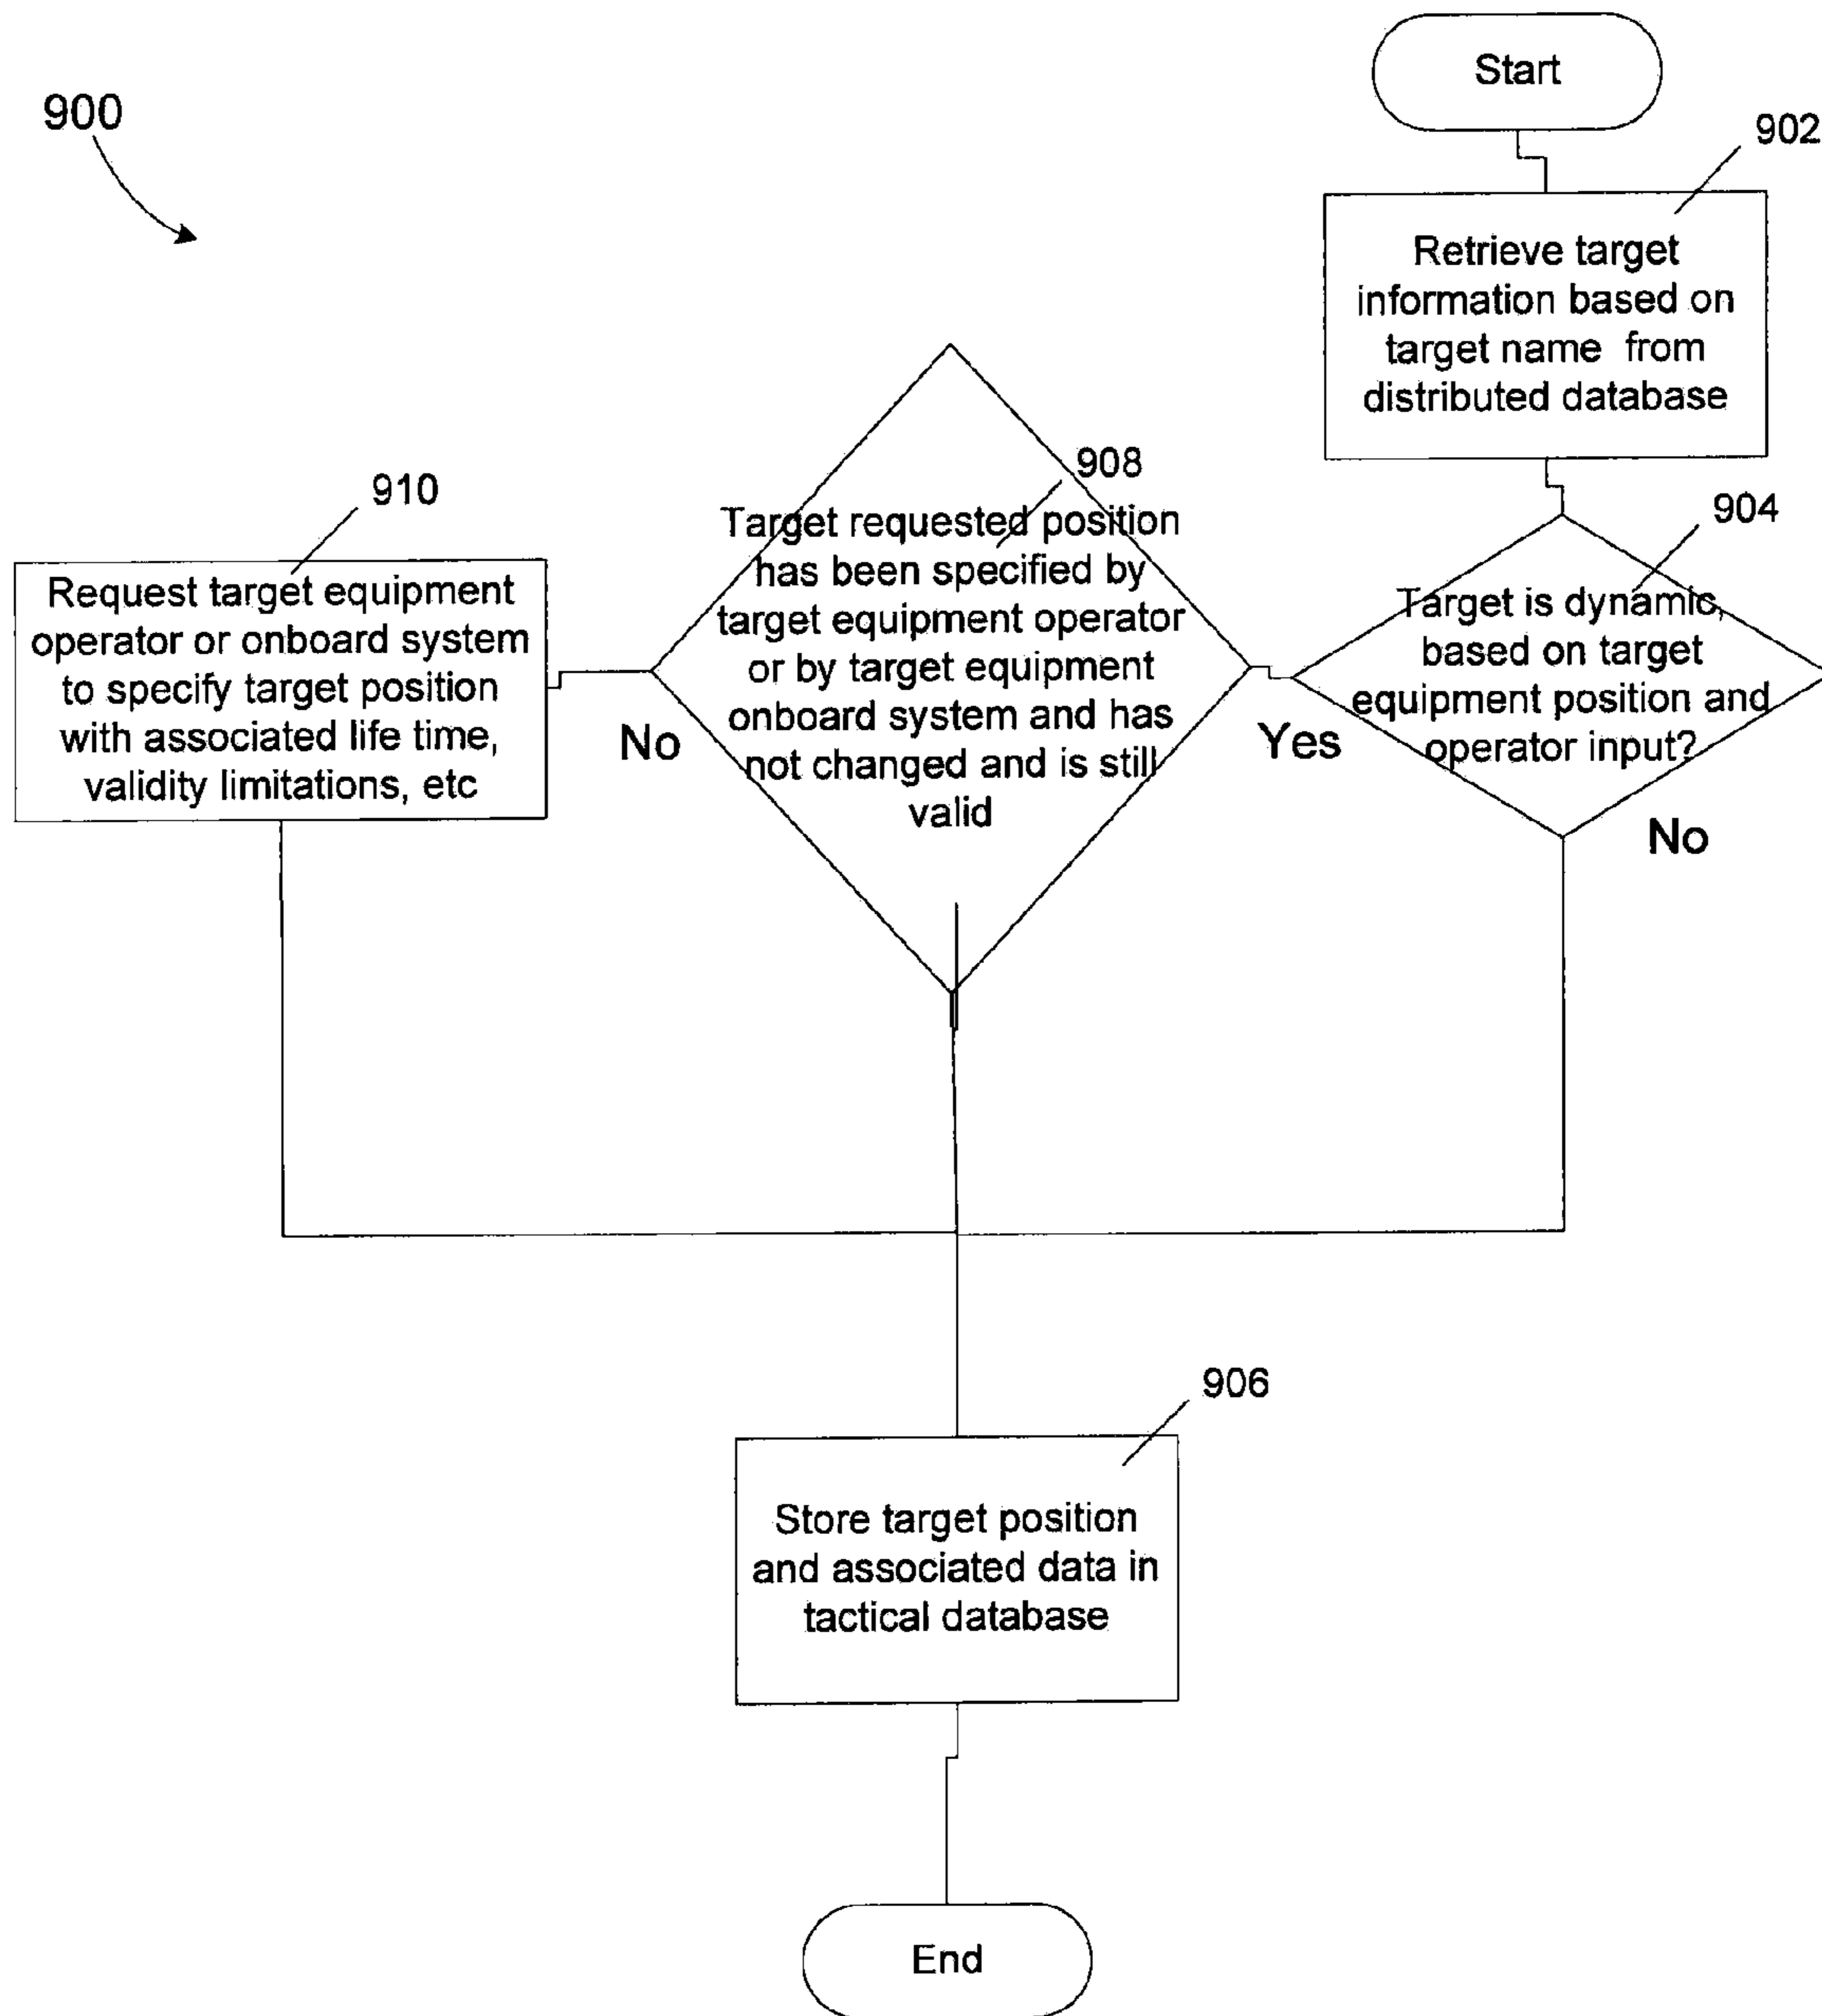 Start
900
902
Retrieve target
information based on
target name from
distributed database
908
910
904
Target requested position
has been specified by
target equipment operator
or by target equipment
onboard system and has
not changed and is still
valid
Request target equipment
operator or onboard system
to specify target position
with associated life time,
validity limitations, etc
Target is dynamic,
based on target
equipment position and
operator input?
No
Yes
No
906
Store target position
and associated data in
tactical database
End